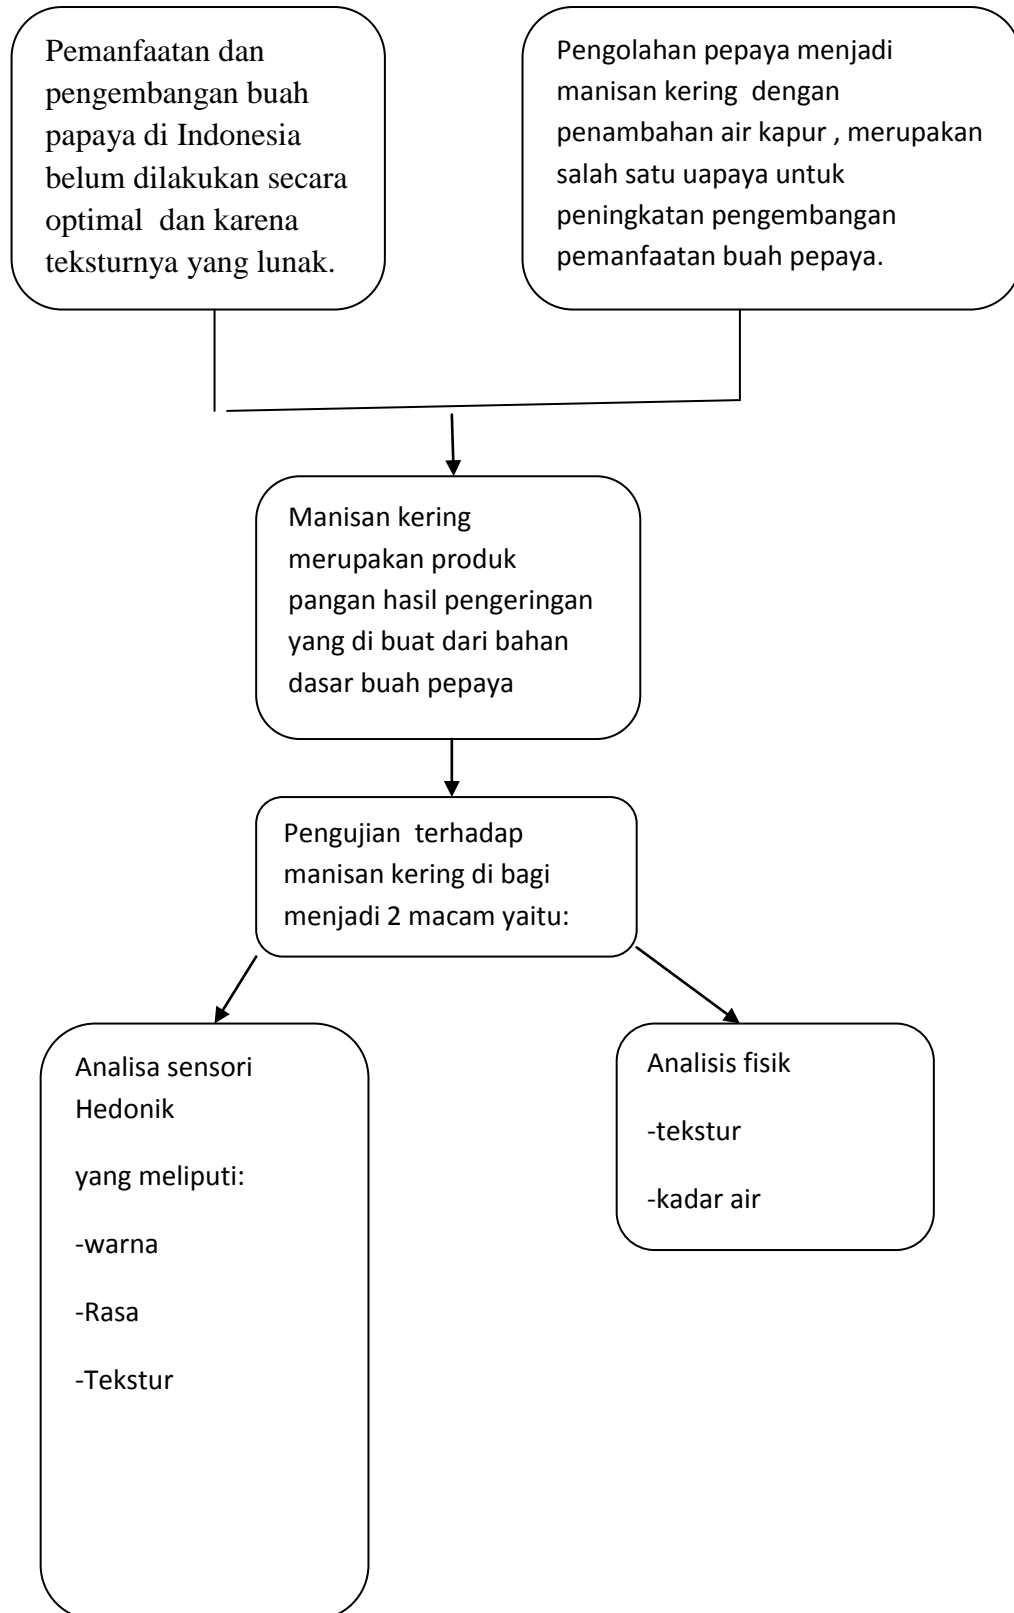 Pemanfaatan dan
pengembangan buah
papaya di Indonesia
belum dilakukan secara
optimal dan karena
teksturnya yang lunak.
Pengolahan pepaya menjadi
manisan kering dengan
penambahan air kapur , merupakan
salah satu uapaya untuk
peningkatan pengembangan
pemanfaatan buah pepaya.
Manisan kering
merupakan produk
pangan hasil pengeringan
yang di buat dari bahan
dasar buah pepaya
Pengujian terhadap
manisan kering di bagi
menjadi 2 macam yaitu:
Analisa sensori
Hedonik
yang meliputi:
-warna
-Rasa
-Tekstur
Analisis fisik
-tekstur
-kadar air